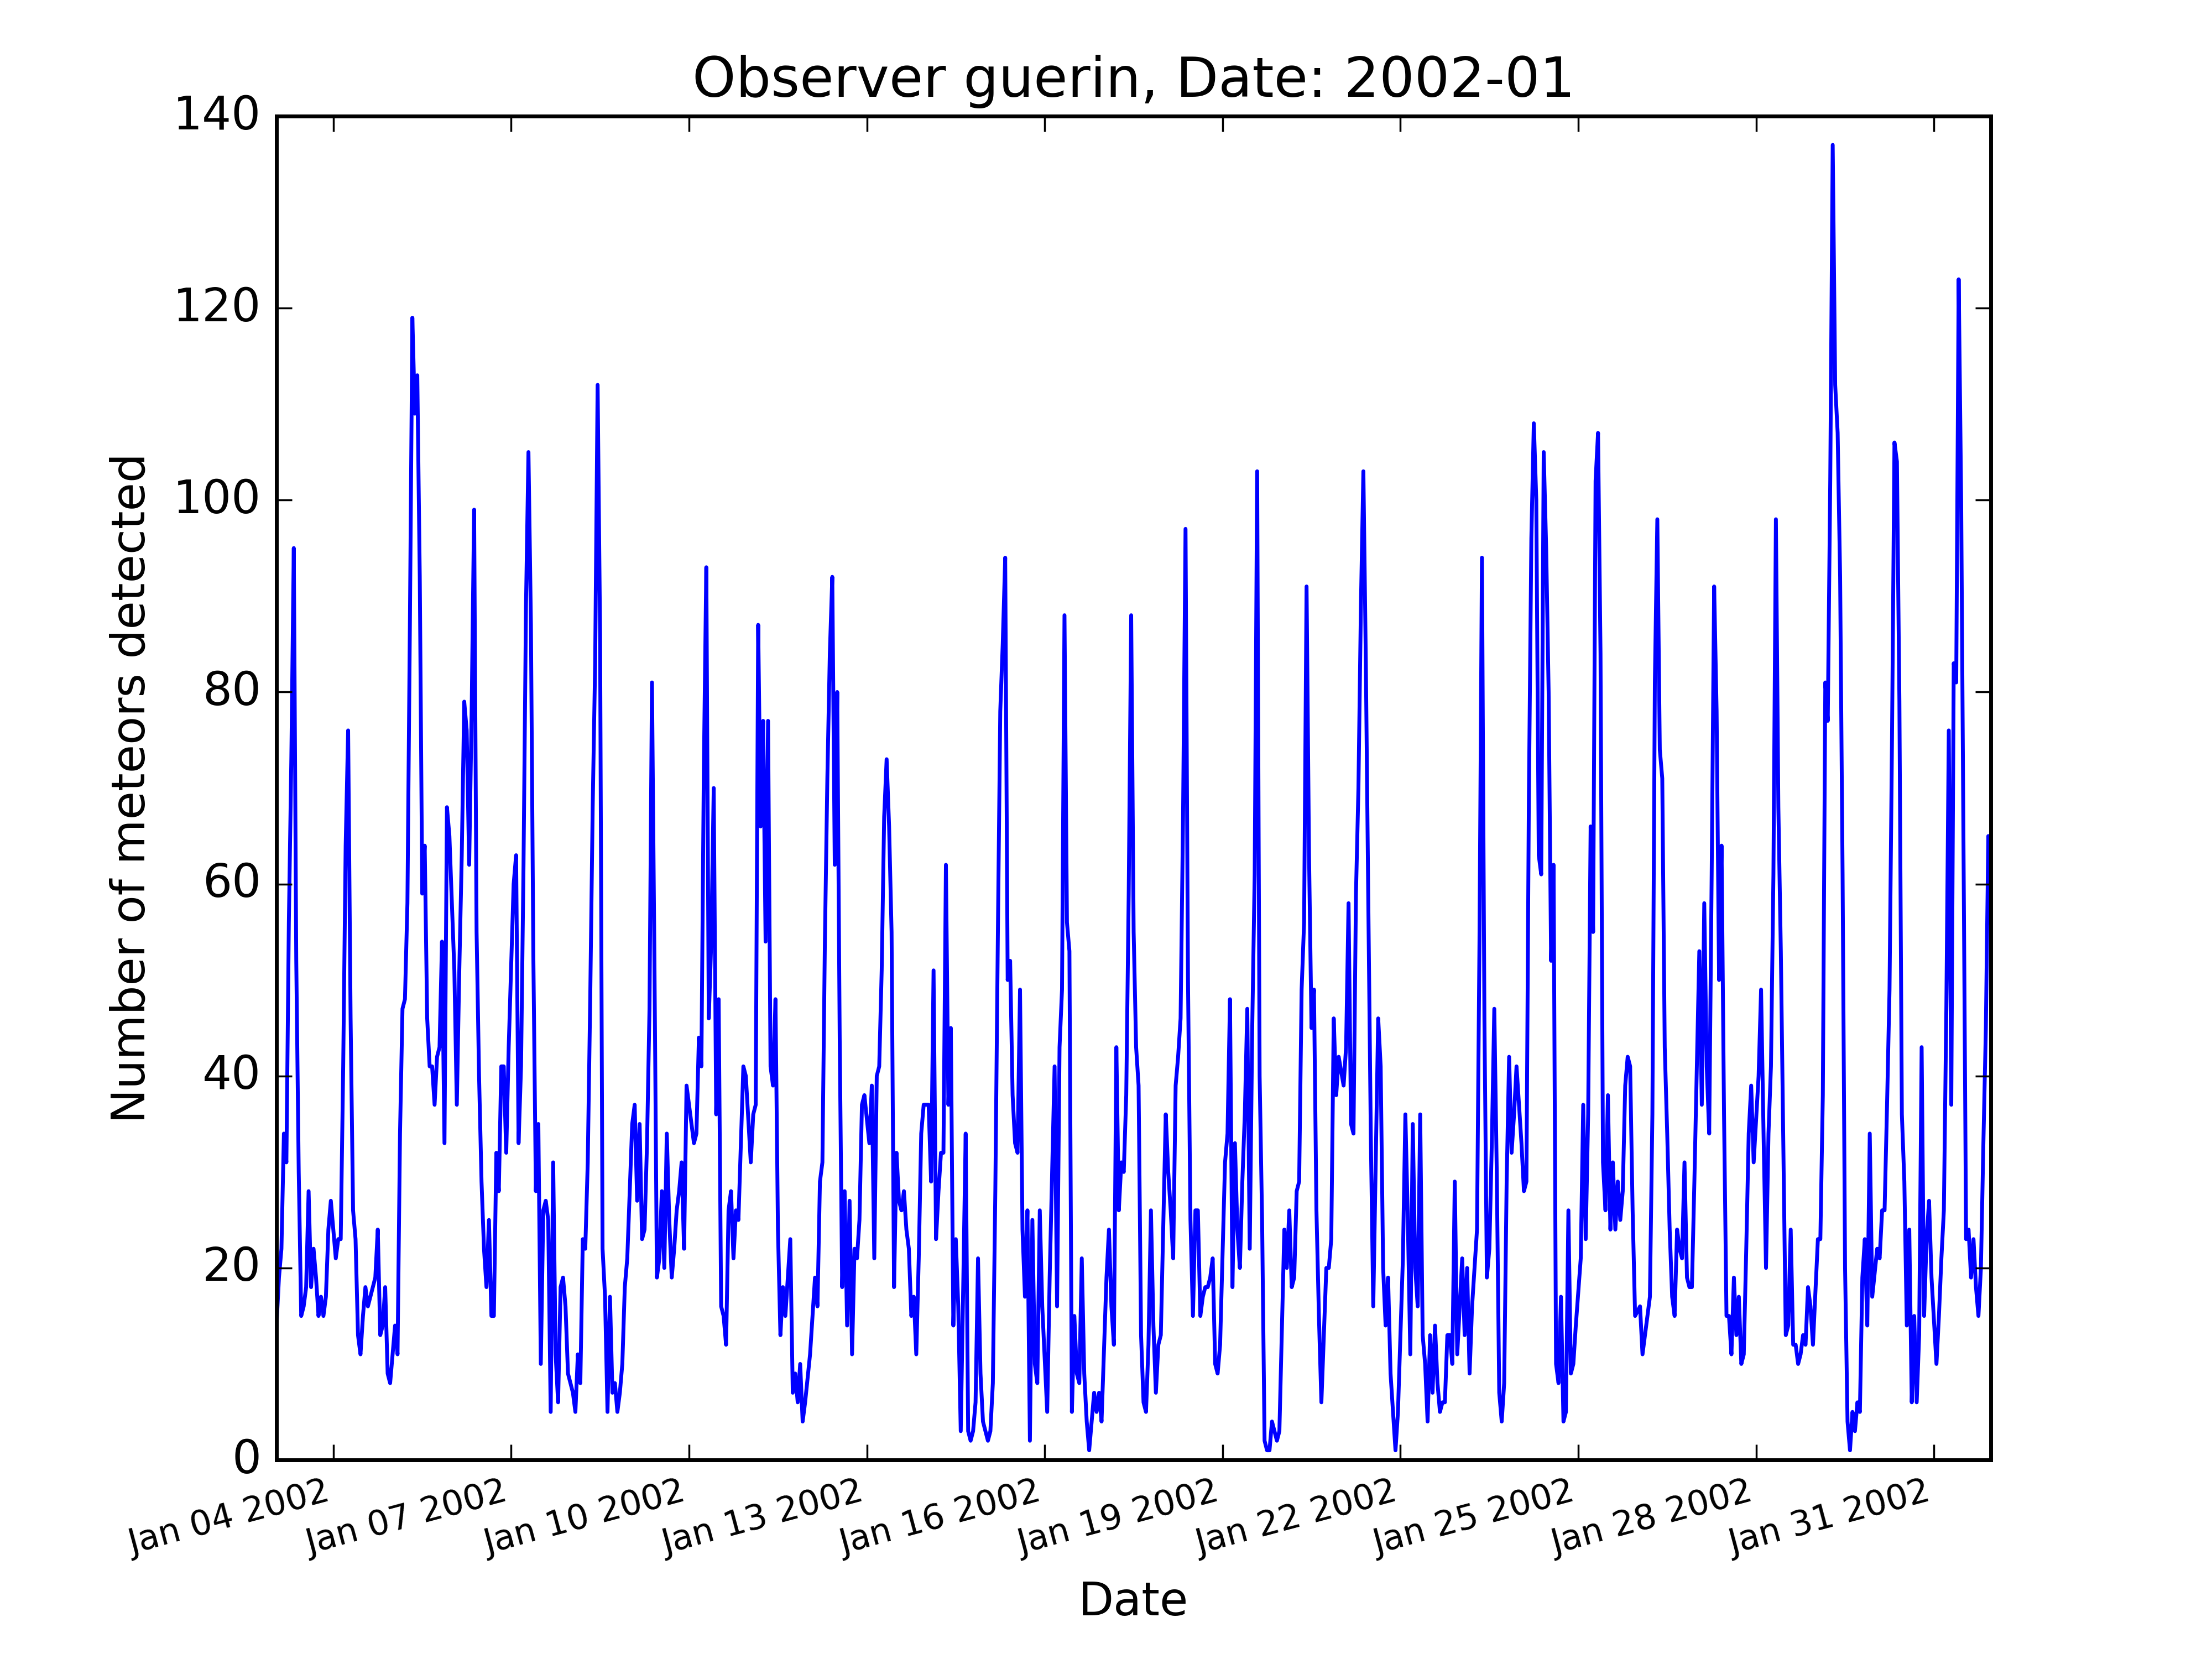 Observer guerin, Date: 2002-01
140
120
100
80
60
40
20
0
Number of meteors detected
Jan 04 2002
Jan 07 2002
Jan 10 2002
Jan 13 2002
Jan 16 2002
Jan 19 2002
Jan 22 2002
Jan 25 2002
Jan 28 2002
Jan 31 2002
Date